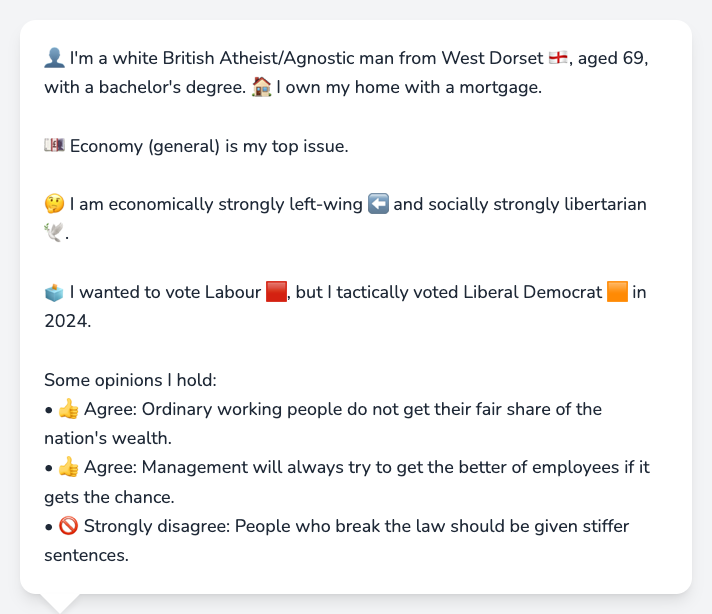 👤 I'm a white British Atheist/Agnostic man from West Dorset 🏴󠁧󠁢󠁥󠁮󠁧󠁿, aged 69,
with a bachelor's degree. 🏠 I own my home with a mortgage.
💷 Economy (general) is my top issue.
🤔 I am economically strongly left-wing ⬅️ and socially strongly libertarian
🕊️.
🗳️ I wanted to vote Labour 🟥, but I tactically voted Liberal Democrat 🟧 in
2024.
Some opinions I hold:
• 👍 Agree: Ordinary working people do not get their fair share of the
nation's wealth.
• 👍 Agree: Management will always try to get the better of employees if it
gets the chance.
• 🚫 Strongly disagree: People who break the law should be given stiffer
sentences.